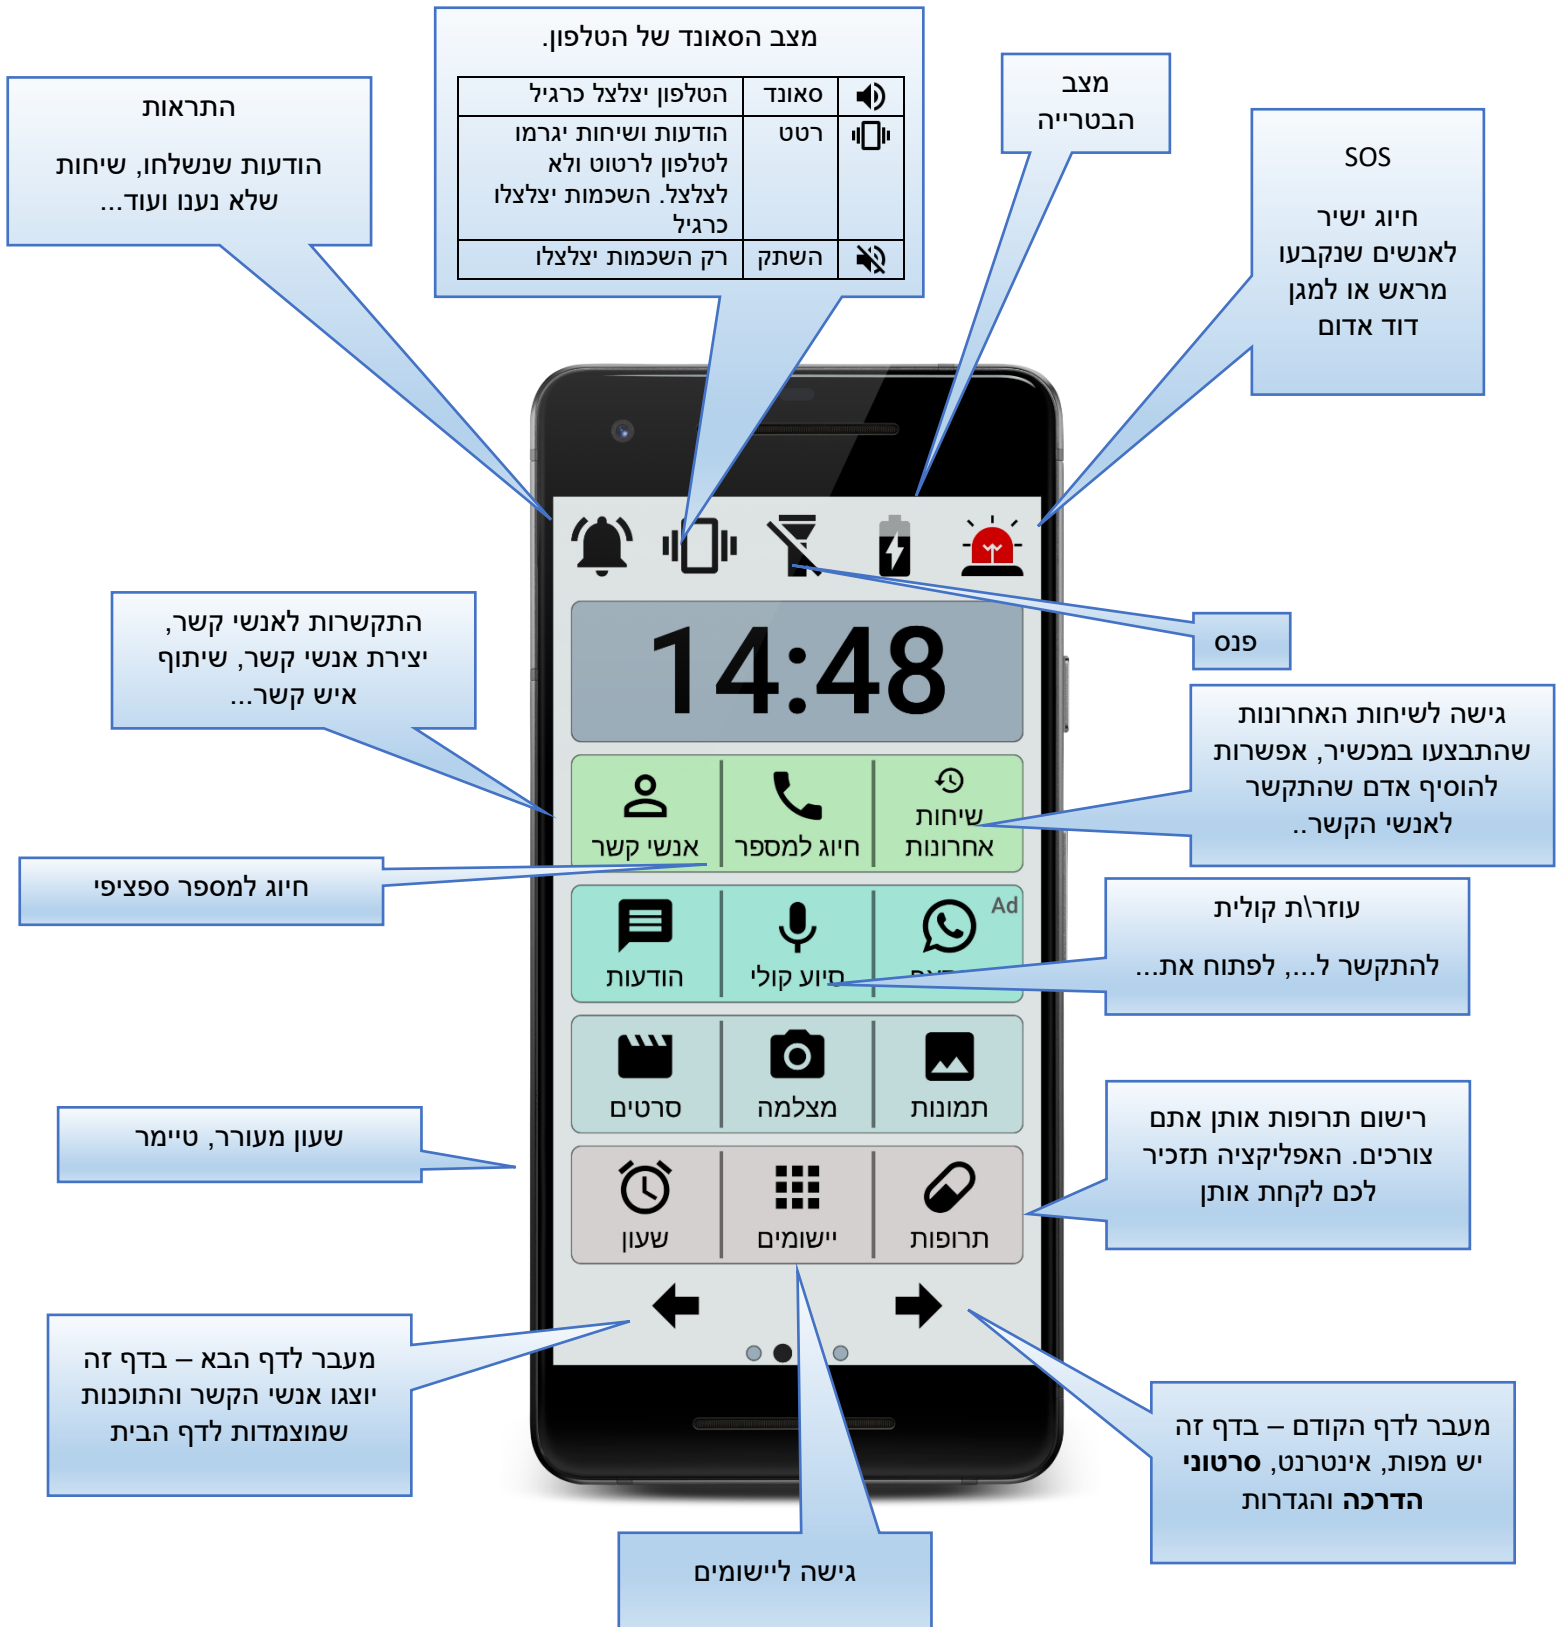 מצב הסאונד של הטלפון.
סאונד הטלפון יצלצל כרגיל
רטט הודעות ושיחות יגרמו
לטלפון לרטוט ולא
לצלצל. השכמות יצלצלו
כרגיל
השתק רק השכמות יצלצלו
מצב
הבטרייה
התראות
הודעות שנשלחו, שיחות
שלא נענו ועוד...
SOS
חיוג ישיר
לאנשים שנקבעו
מראש או למגן
דוד אדום
פנס
14:48
התקשרות לאנשי קשר,
יצירת אנשי קשר, שיתוף
איש קשר...
גישה לשיחות האחרונות
שהתבצעו במכשיר, אפשרות
להוסיף אדם שהתקשר
לאנשי הקשר..
שיחות
אחרונות
חיוג למספר
אנשי קשר
חיוג למספר ספציפי
עוזר\ת קולית
להתקשר ל..., לפתוח את...
Ad
סיוע קולי
הודעות
תמונות
מצלמה
סרטים
רישום תרופות אותן אתם
צורכים. האפליקציה תזכיר
לכם לקחת אותן
שעון מעורר, טיימר
תרופות
יישומים
שעון
מעבר לדף הקודם – בדף זה
יש מפות, אינטרנט, סרטוני
הדרכה והגדרות
מעבר לדף הבא – בדף זה
יוצגו אנשי הקשר והתוכנות
שמוצמדות לדף הבית
גישה ליישומים